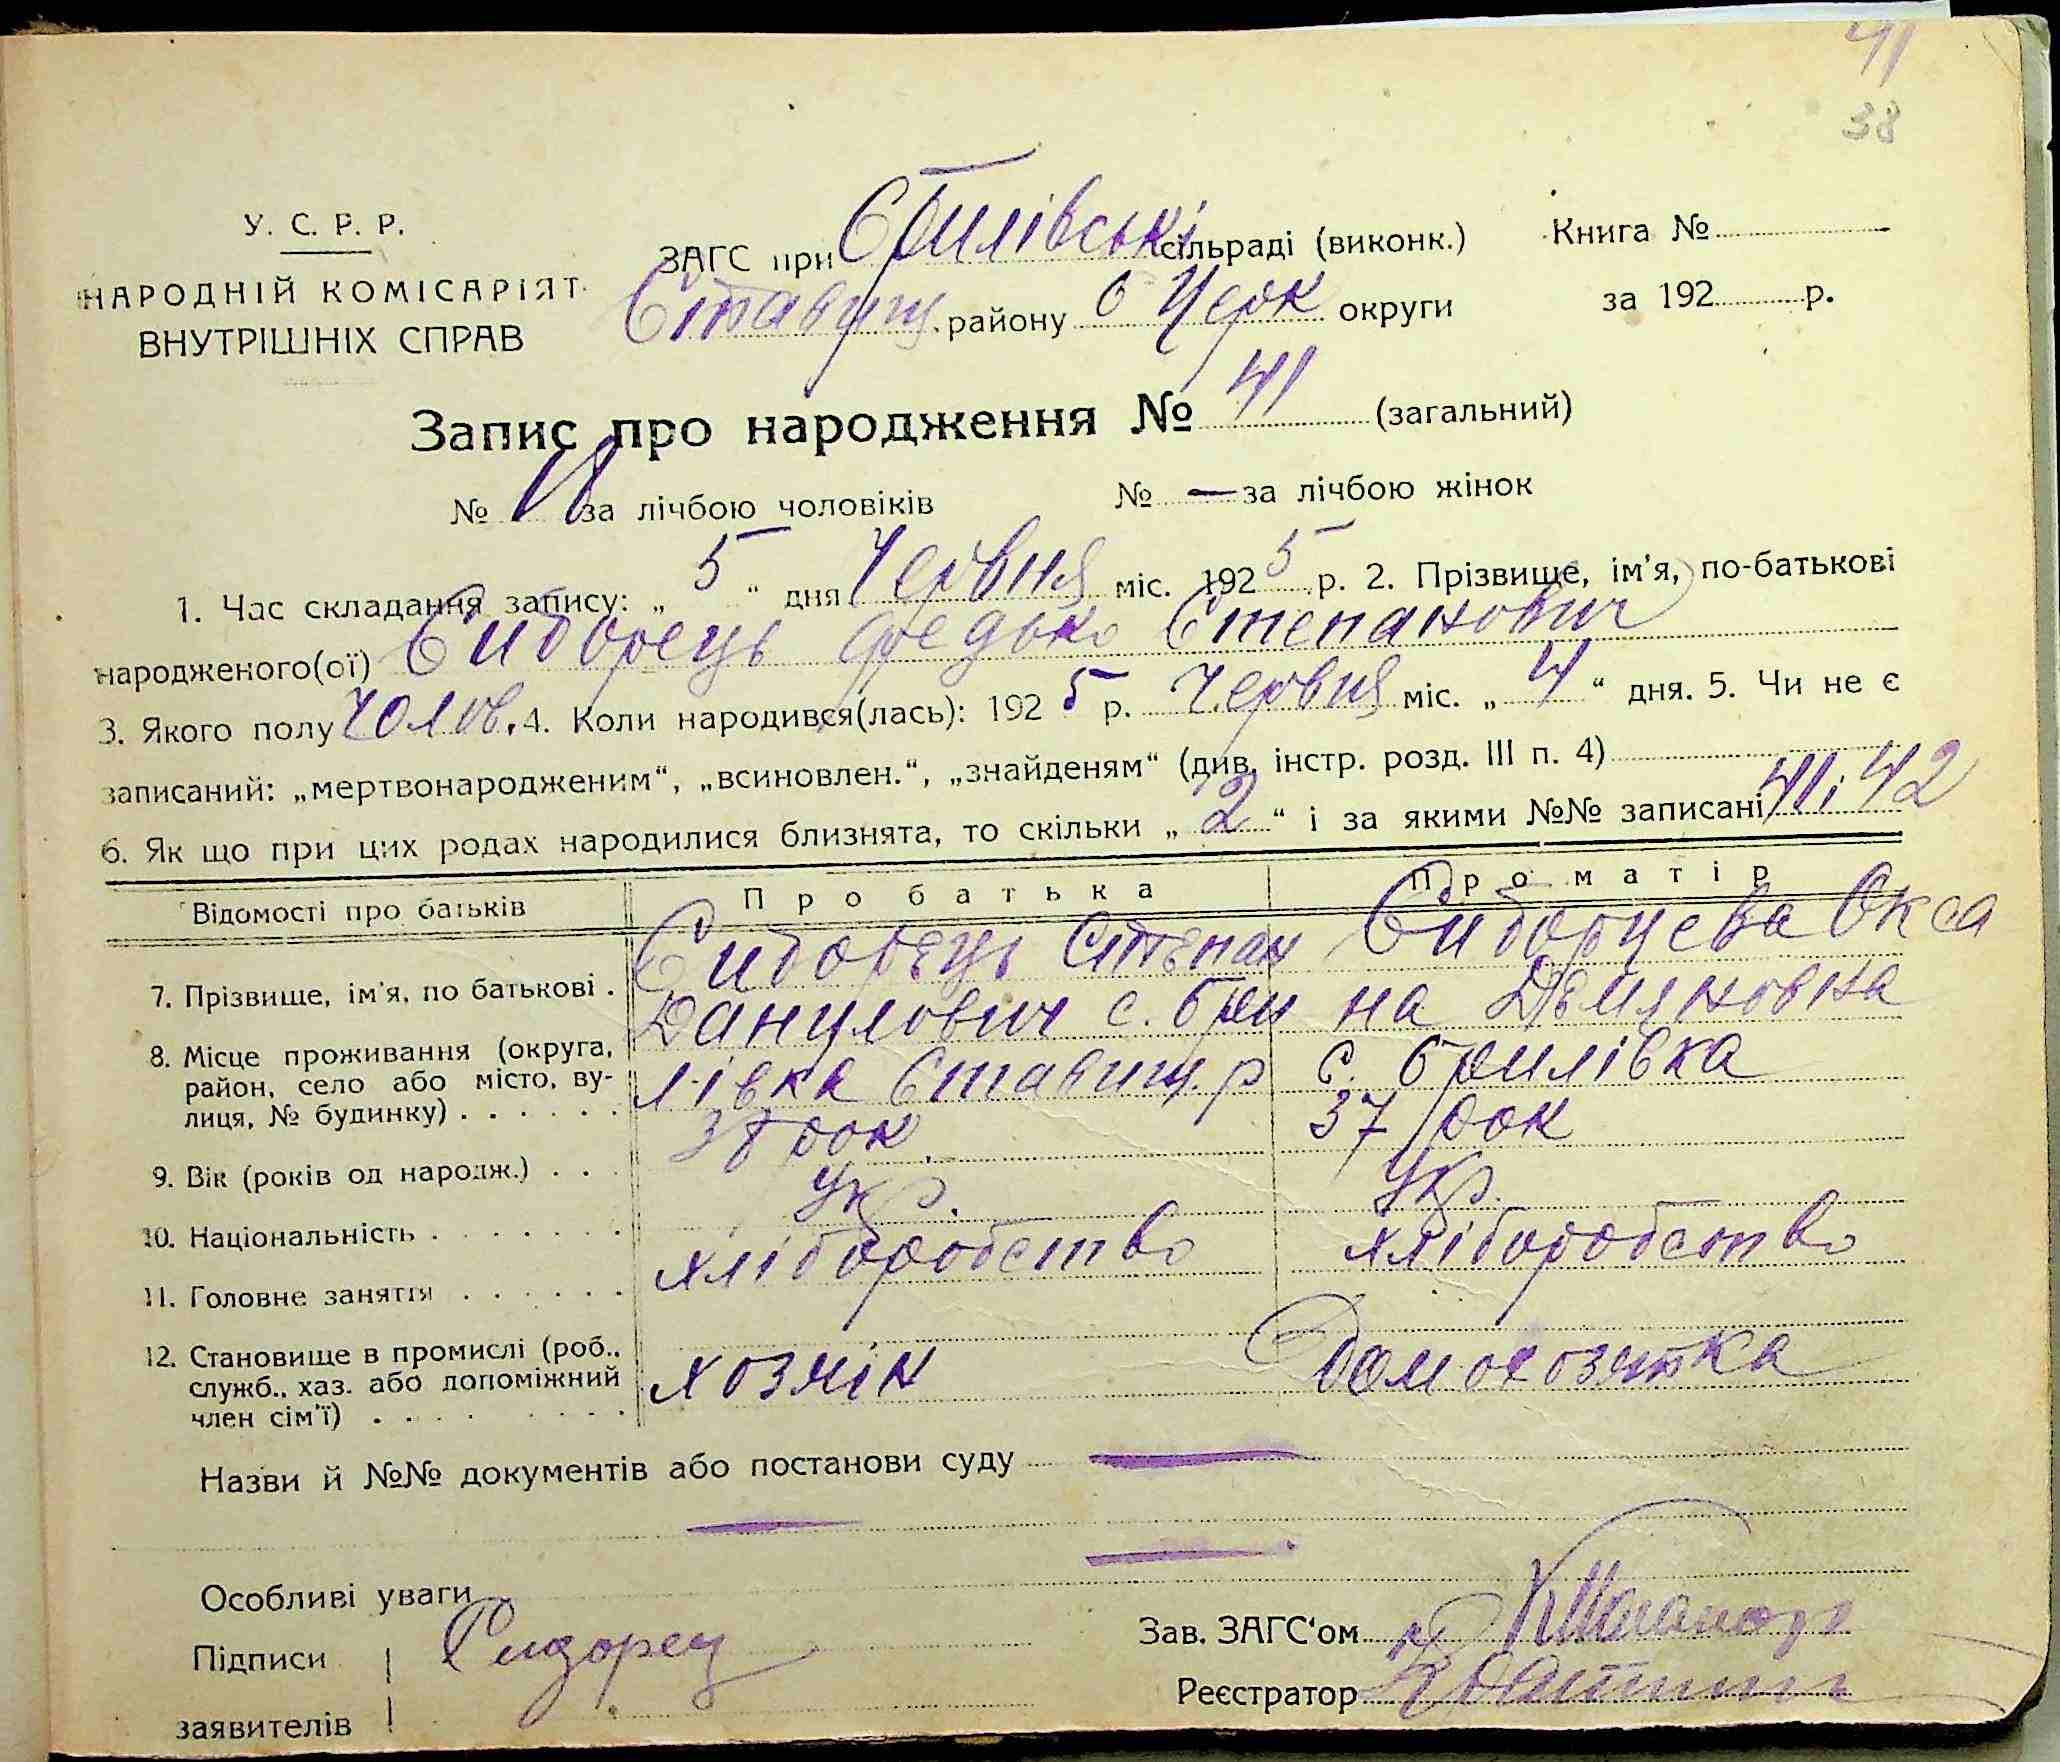 41
38
У. С. Р. Р.
НАРОДНІЙ КОМІСАРІЯТ
ВНУТРІШНІХ СПРАВ
ЗАГС при сільраді (виконк.)
Ставищ. району Б Церк округи
Книга №
за 192 р.
Запис про народження № 41 (загальний)
№ за лічбою чоловіків № — за лічбою жінок
1. Час складання запису: „ 5 “ дня Червня міс. 1925 р. 2. Прізвище, ім'я, по-батькові
народженого(ої) Сидорець Федько Степанович
3. Якого полу чолов. 4. Коли народився(лась): 1925 р. Червня міс. „ 4 “ дня. 5. Чи не є
записаний: „мертвонародженим“, „всиновлен.“, „знайденям“ (див. інстр. розд. III п. 4)
6. Як що при цих родах народилися близнята, то скільки „ 2 “ і за якими №№ записані 41, 42
Відомості про батьків Про батька Про матір
7. Прізвище, ім'я, по батькові . Сидорець Степан Сидорцева Окса
Данилович с. Бри на Демяновна
8. Місце проживання (округа, район, село або місто, вулиця, № будинку) . . . . . . лівка Ставищ. р с. Брилівка
9. Вік (років од народж.) . . . 38 рок 37 рок
10. Національність . . . . . . . укр. укр.
11. Головне заняття . . . . . . хліборобство хліборобство
12. Становище в промислі (роб., служб., хаз. або допоміжний член сім'ї) . . . . . . . . хозяін Домохозяйка
Назви й №№ документів або постанови суду —
Особливі уваги
Підписи заявителів Сидорец
Зав. ЗАГС'ом
Реєстратор